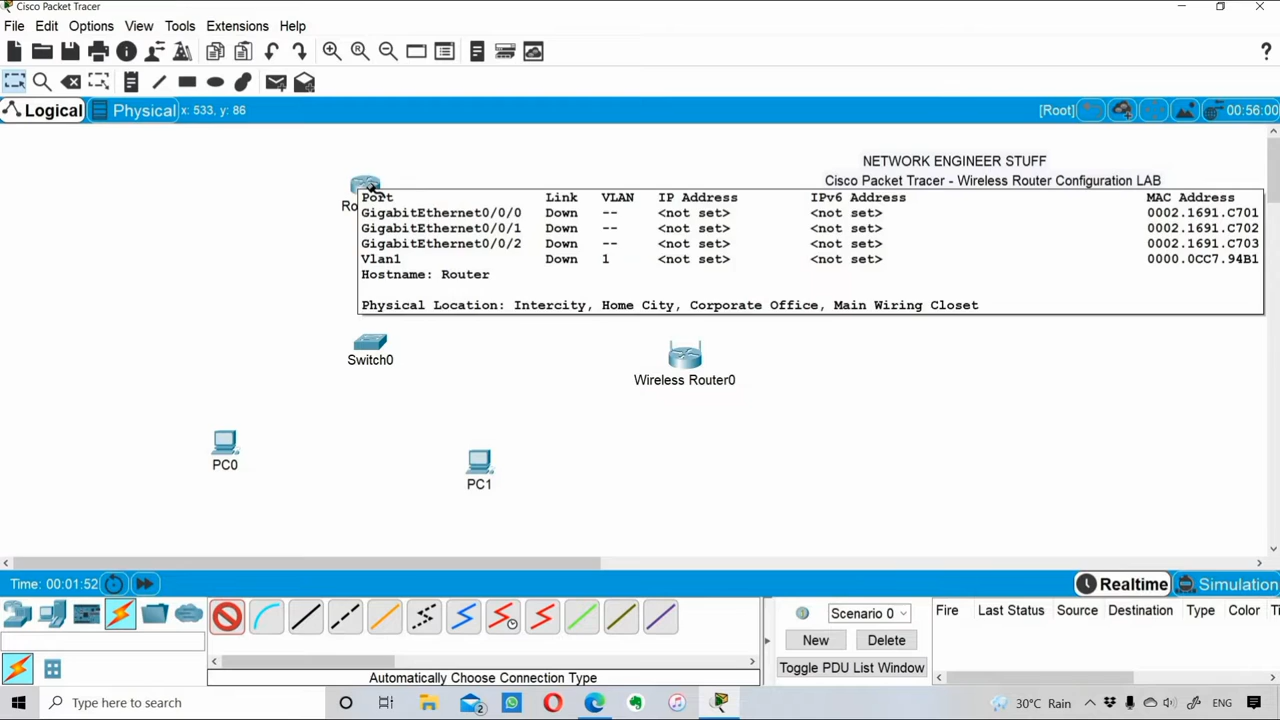 Cisco Packet Tracer
File Edit Options View Tools Extensions Help
?
Logical Physical x: 533, y: 86 [Root] 00:56:00
NETWORK ENGINEER STUFF
Cisco Packet Tracer - Wireless Router Configuration LAB
Ro
Port Link VLAN IP Address IPv6 Address MAC Address
GigabitEthernet0/0/0 Down -- <not set> <not set> 0002.1691.C701
GigabitEthernet0/0/1 Down -- <not set> <not set> 0002.1691.C702
GigabitEthernet0/0/2 Down -- <not set> <not set> 0002.1691.C703
Vlan1 Down 1 <not set> <not set> 0000.0CC7.94B1
Hostname: Router
Physical Location: Intercity, Home City, Corporate Office, Main Wiring Closet
Switch0
Wireless Router0
PC0
PC1
Time: 00:01:52 Realtime Simulation
Scenario 0 Fire Last Status Source Destination Type Color Ti
New Delete
Toggle PDU List Window
Automatically Choose Connection Type
Type here to search 2 30°C Rain ENG